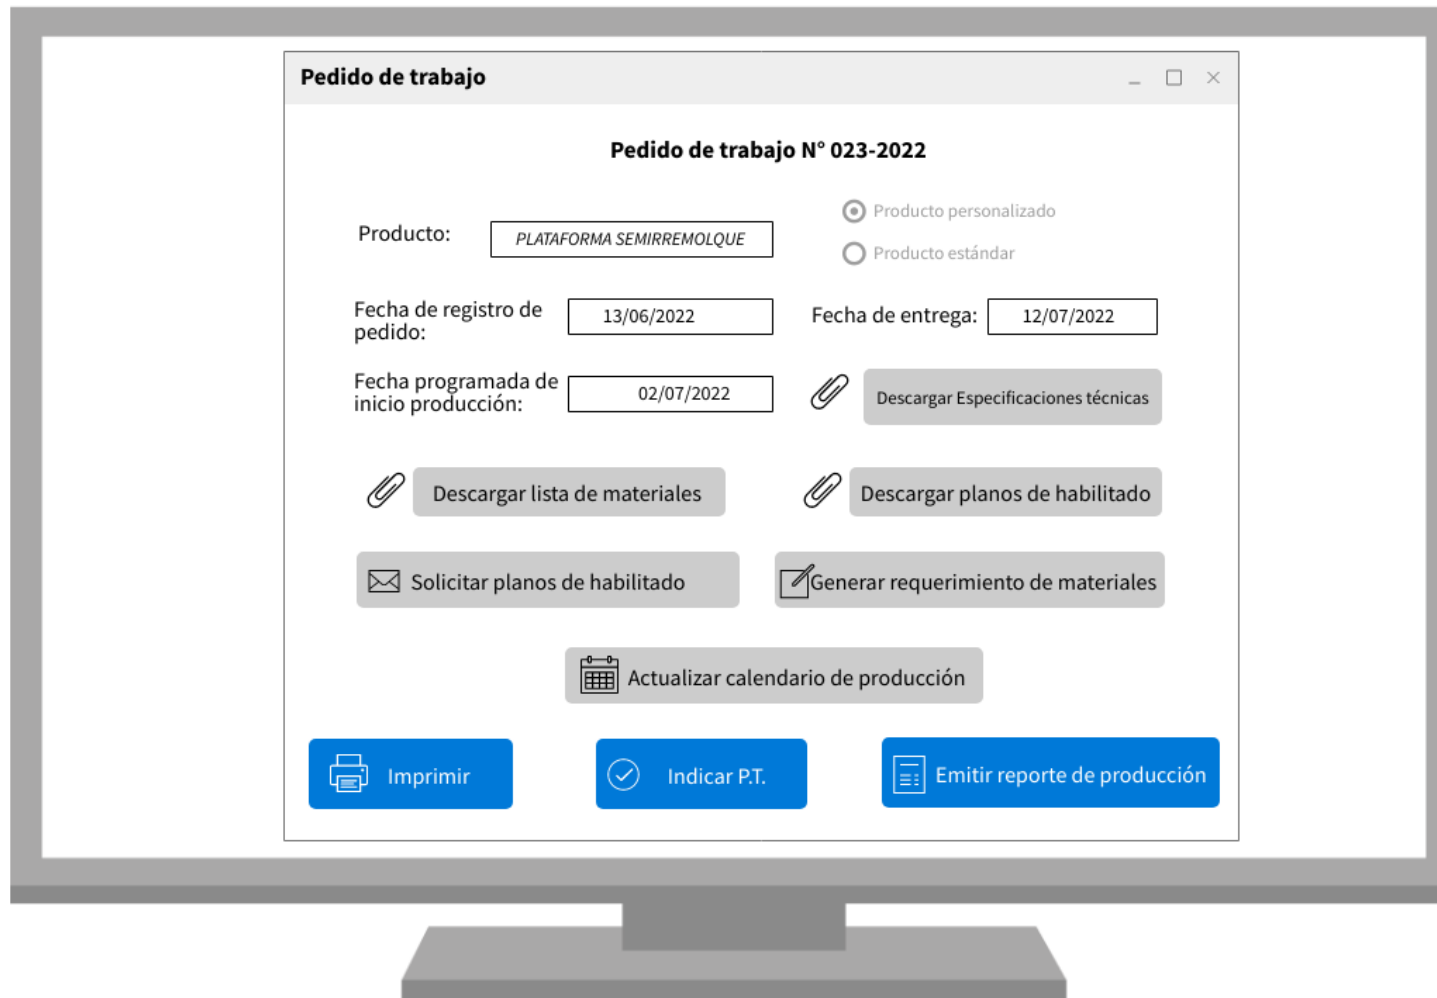 Pedido de trabajo
Pedido de trabajo N° 023-2022
Producto:
PLATAFORMA SEMIRREMOLQUE
Producto personalizado
Producto estándar
Fecha de registro de
pedido:
13/06/2022
Fecha de entrega:
12/07/2022
Fecha programada de
inicio producción:
02/07/2022
Descargar Especificaciones técnicas
Descargar lista de materiales
Descargar planos de habilitado
Solicitar planos de habilitado
Generar requerimiento de materiales
Actualizar calendario de producción
Imprimir
Indicar P.T.
Emitir reporte de producción